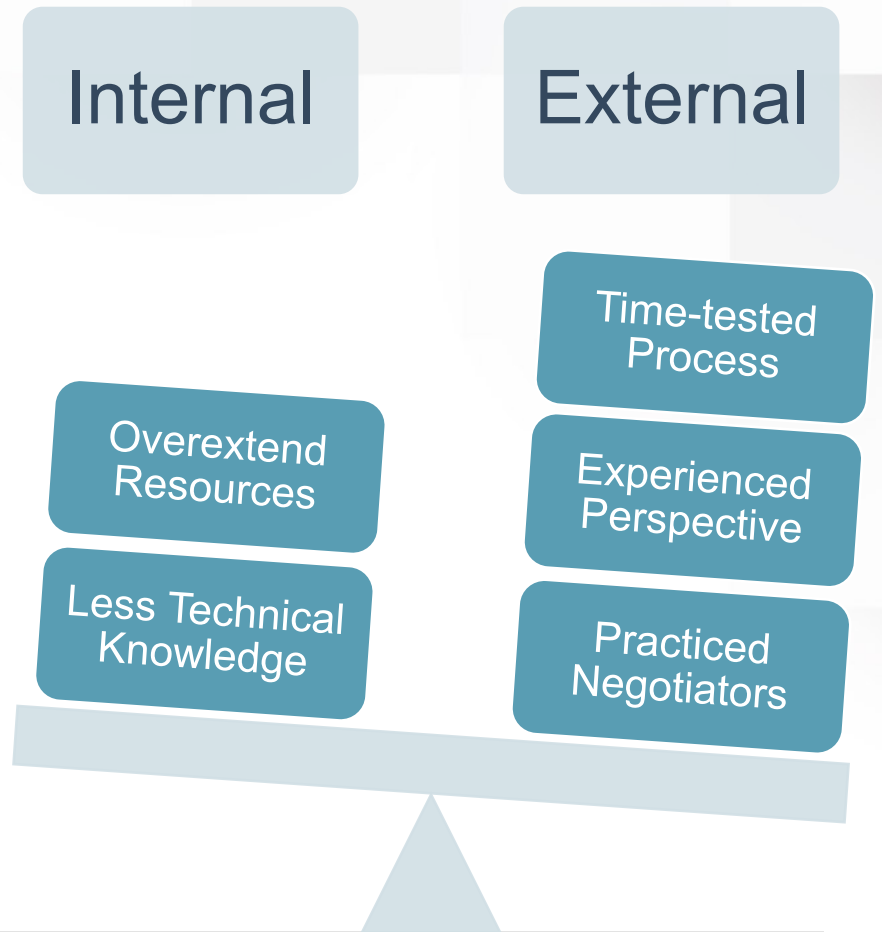 Internal
External
Overextend
Resources
Less Technical
Knowledge
Time-tested
Process
Experienced
Perspective
Practiced
Negotiators